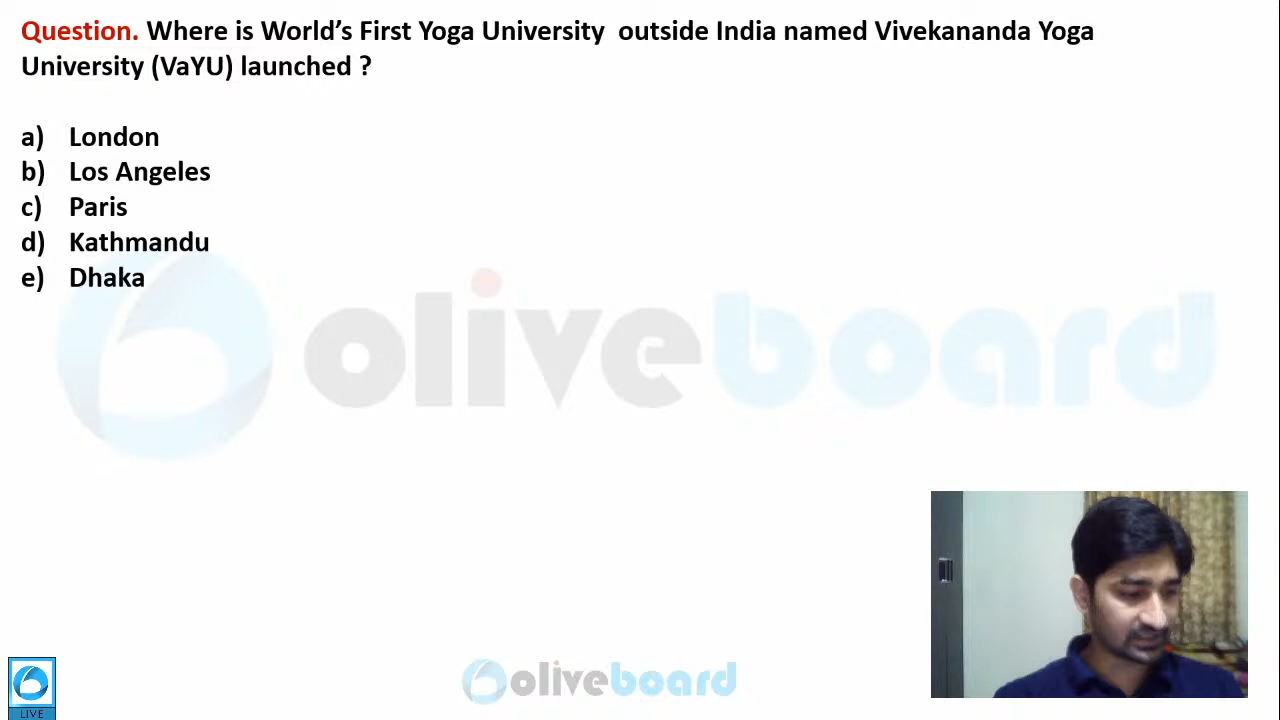 Question. Where is World’s First Yoga University  outside India named Vivekananda Yoga
University (VaYU) launched ?
a) London
b) Los Angeles
c) Paris
d) Kathmandu
e) Dhaka
oliveboard
oliveboard
LIVE